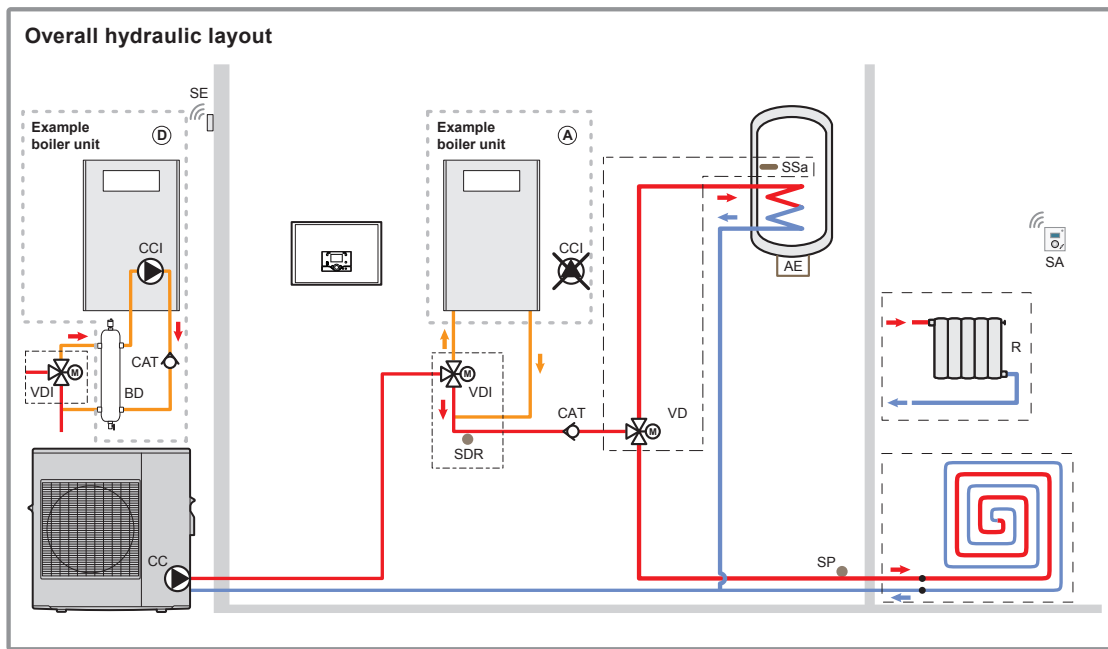 Overall hydraulic layout
SE
Example
boiler unit
D
CCI
CAT
VDI
M
BD
CC
Example
boiler unit
A
CCI
M
VDI
SDR
CAT
VD
M
SSa
AE
SP
SA
R